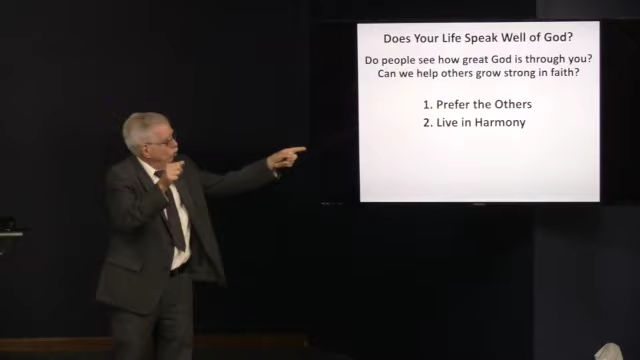 Does Your Life Speak Well of God?
Do people see how great God is through you?
Can we help others grow strong in faith?
1. Prefer the Others
2. Live in Harmony